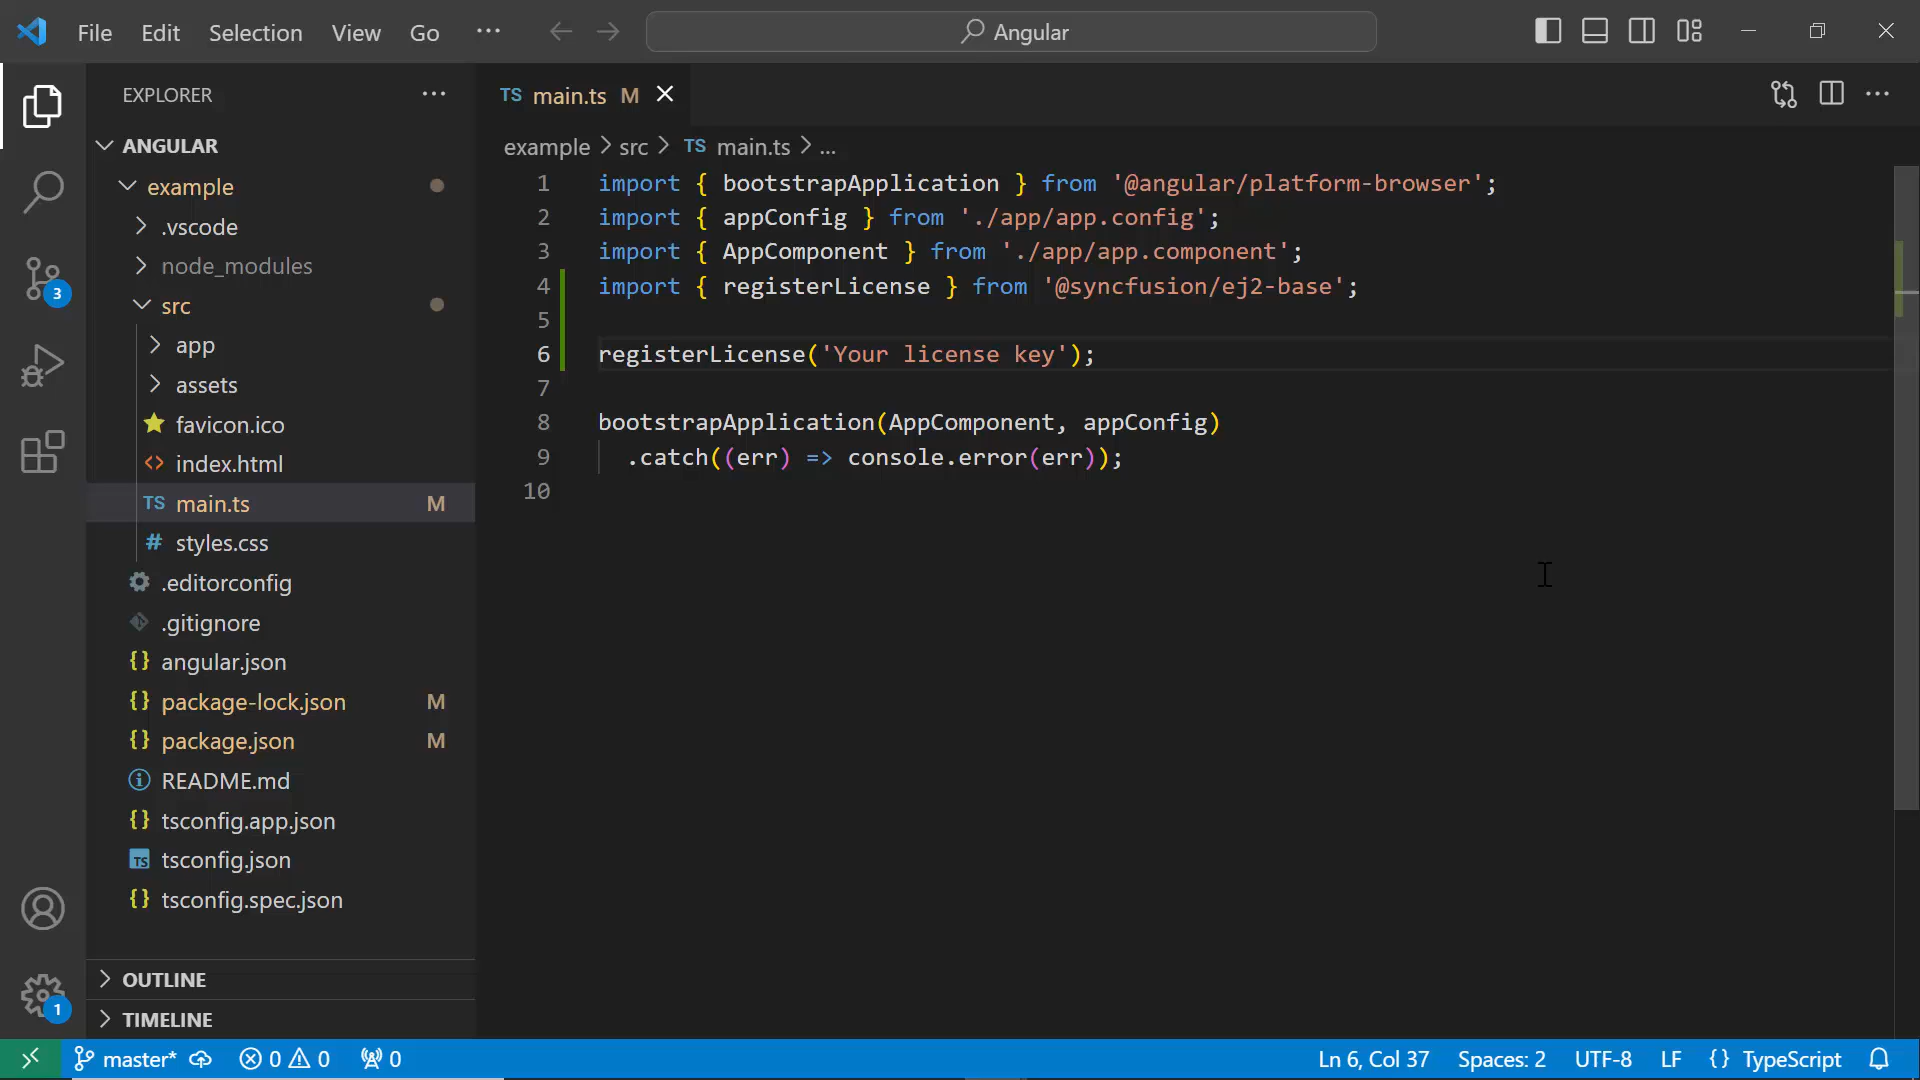 File Edit Selection View Go ··· Angular
EXPLORER ···
ANGULAR
example
.vscode
node_modules
src
app
assets
favicon.ico
index.html
TS main.ts M
# styles.css
.editorconfig
.gitignore
{} angular.json
{} package-lock.json M
{} package.json M
README.md
{} tsconfig.app.json
TS tsconfig.json
{} tsconfig.spec.json
OUTLINE
TIMELINE
3
1
TS main.ts M
example > src > TS main.ts > ...
1 import { bootstrapApplication } from '@angular/platform-browser';
2 import { appConfig } from './app/app.config';
3 import { AppComponent } from './app/app.component';
4 import { registerLicense } from '@syncfusion/ej2-base';
5
6 registerLicense('Your license key');
7
8 bootstrapApplication(AppComponent, appConfig)
9 .catch((err) => console.error(err));
10
master* 0 0 0 Ln 6, Col 37 Spaces: 2 UTF-8 LF {} TypeScript